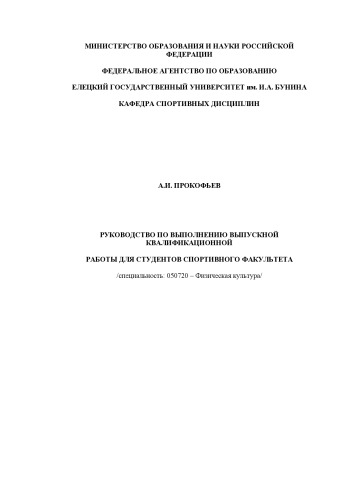 МИНИСТЕРСТВО ОБРАЗОВАНИЯ И НАУКИ РОССИЙСКОЙ
ФЕДЕРАЦИИ
ФЕДЕРАЛЬНОЕ АГЕНТСТВО ПО ОБРАЗОВАНИЮ
ЕЛЕЦКИЙ ГОСУДАРСТВЕННЫЙ УНИВЕРСИТЕТ им. И.А. БУНИНА
КАФЕДРА СПОРТИВНЫХ ДИСЦИПЛИН
А.И. ПРОКОФЬЕВ
РУКОВОДСТВО ПО ВЫПОЛНЕНИЮ ВЫПУСКНОЙ
КВАЛИФИКАЦИОННОЙ
РАБОТЫ ДЛЯ СТУДЕНТОВ СПОРТИВНОГО ФАКУЛЬТЕТА
/специальность: 050720 – Физическая культура/